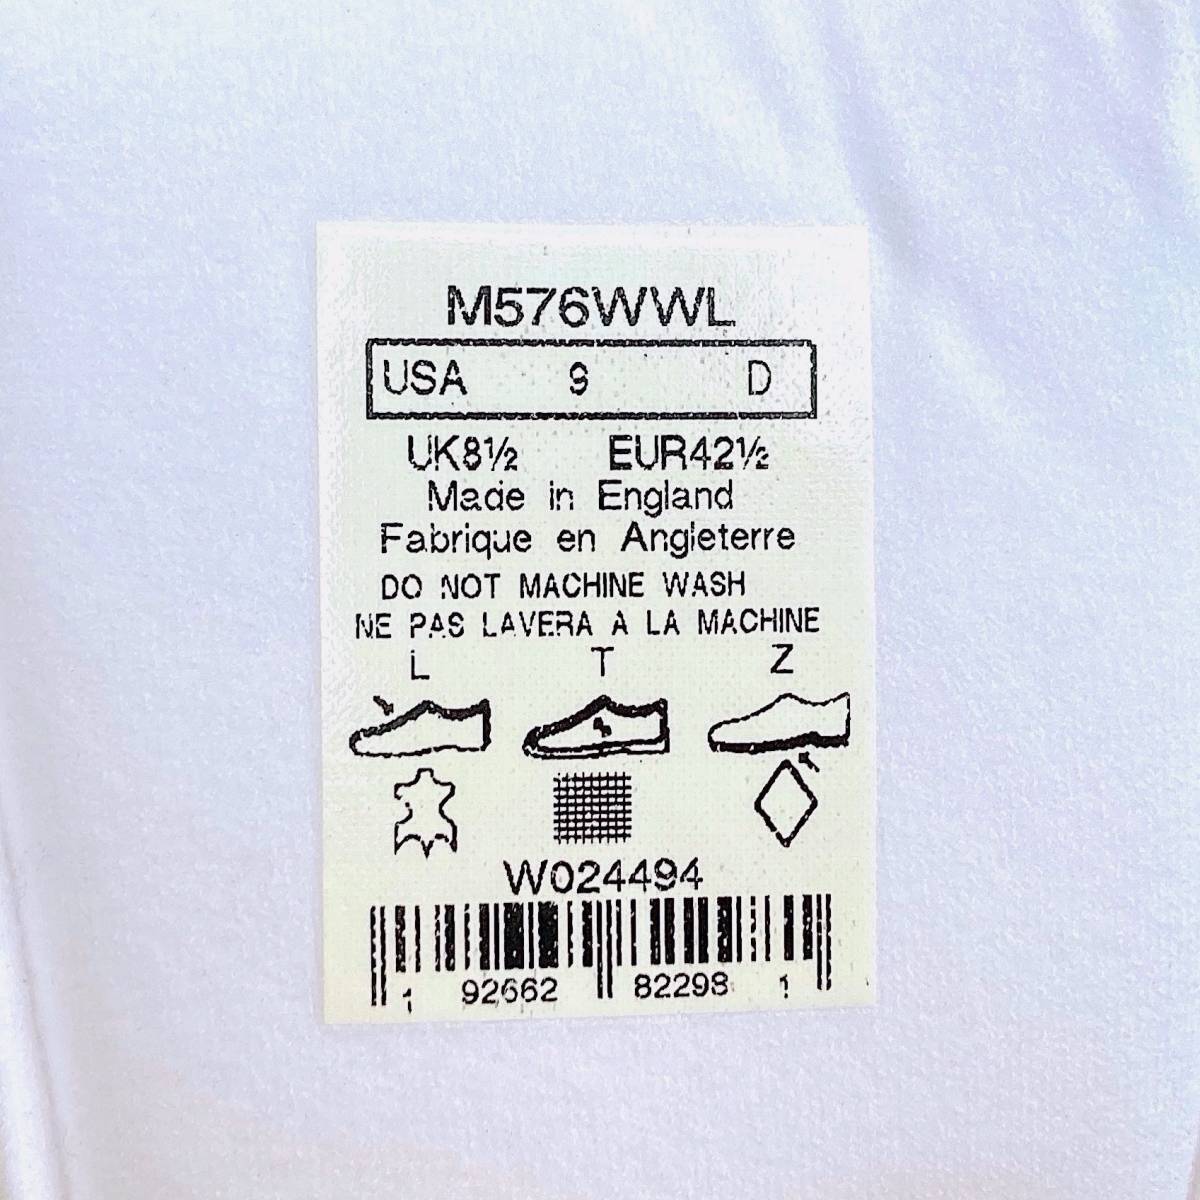 M576WWL
USA 9 D
UK8½ EUR42½
Made in England
Fabrique en Angleterre
DO NOT MACHINE WASH
NE PAS LAVERA A LA MACHINE
L T Z
W024494
1 92662 82298 1